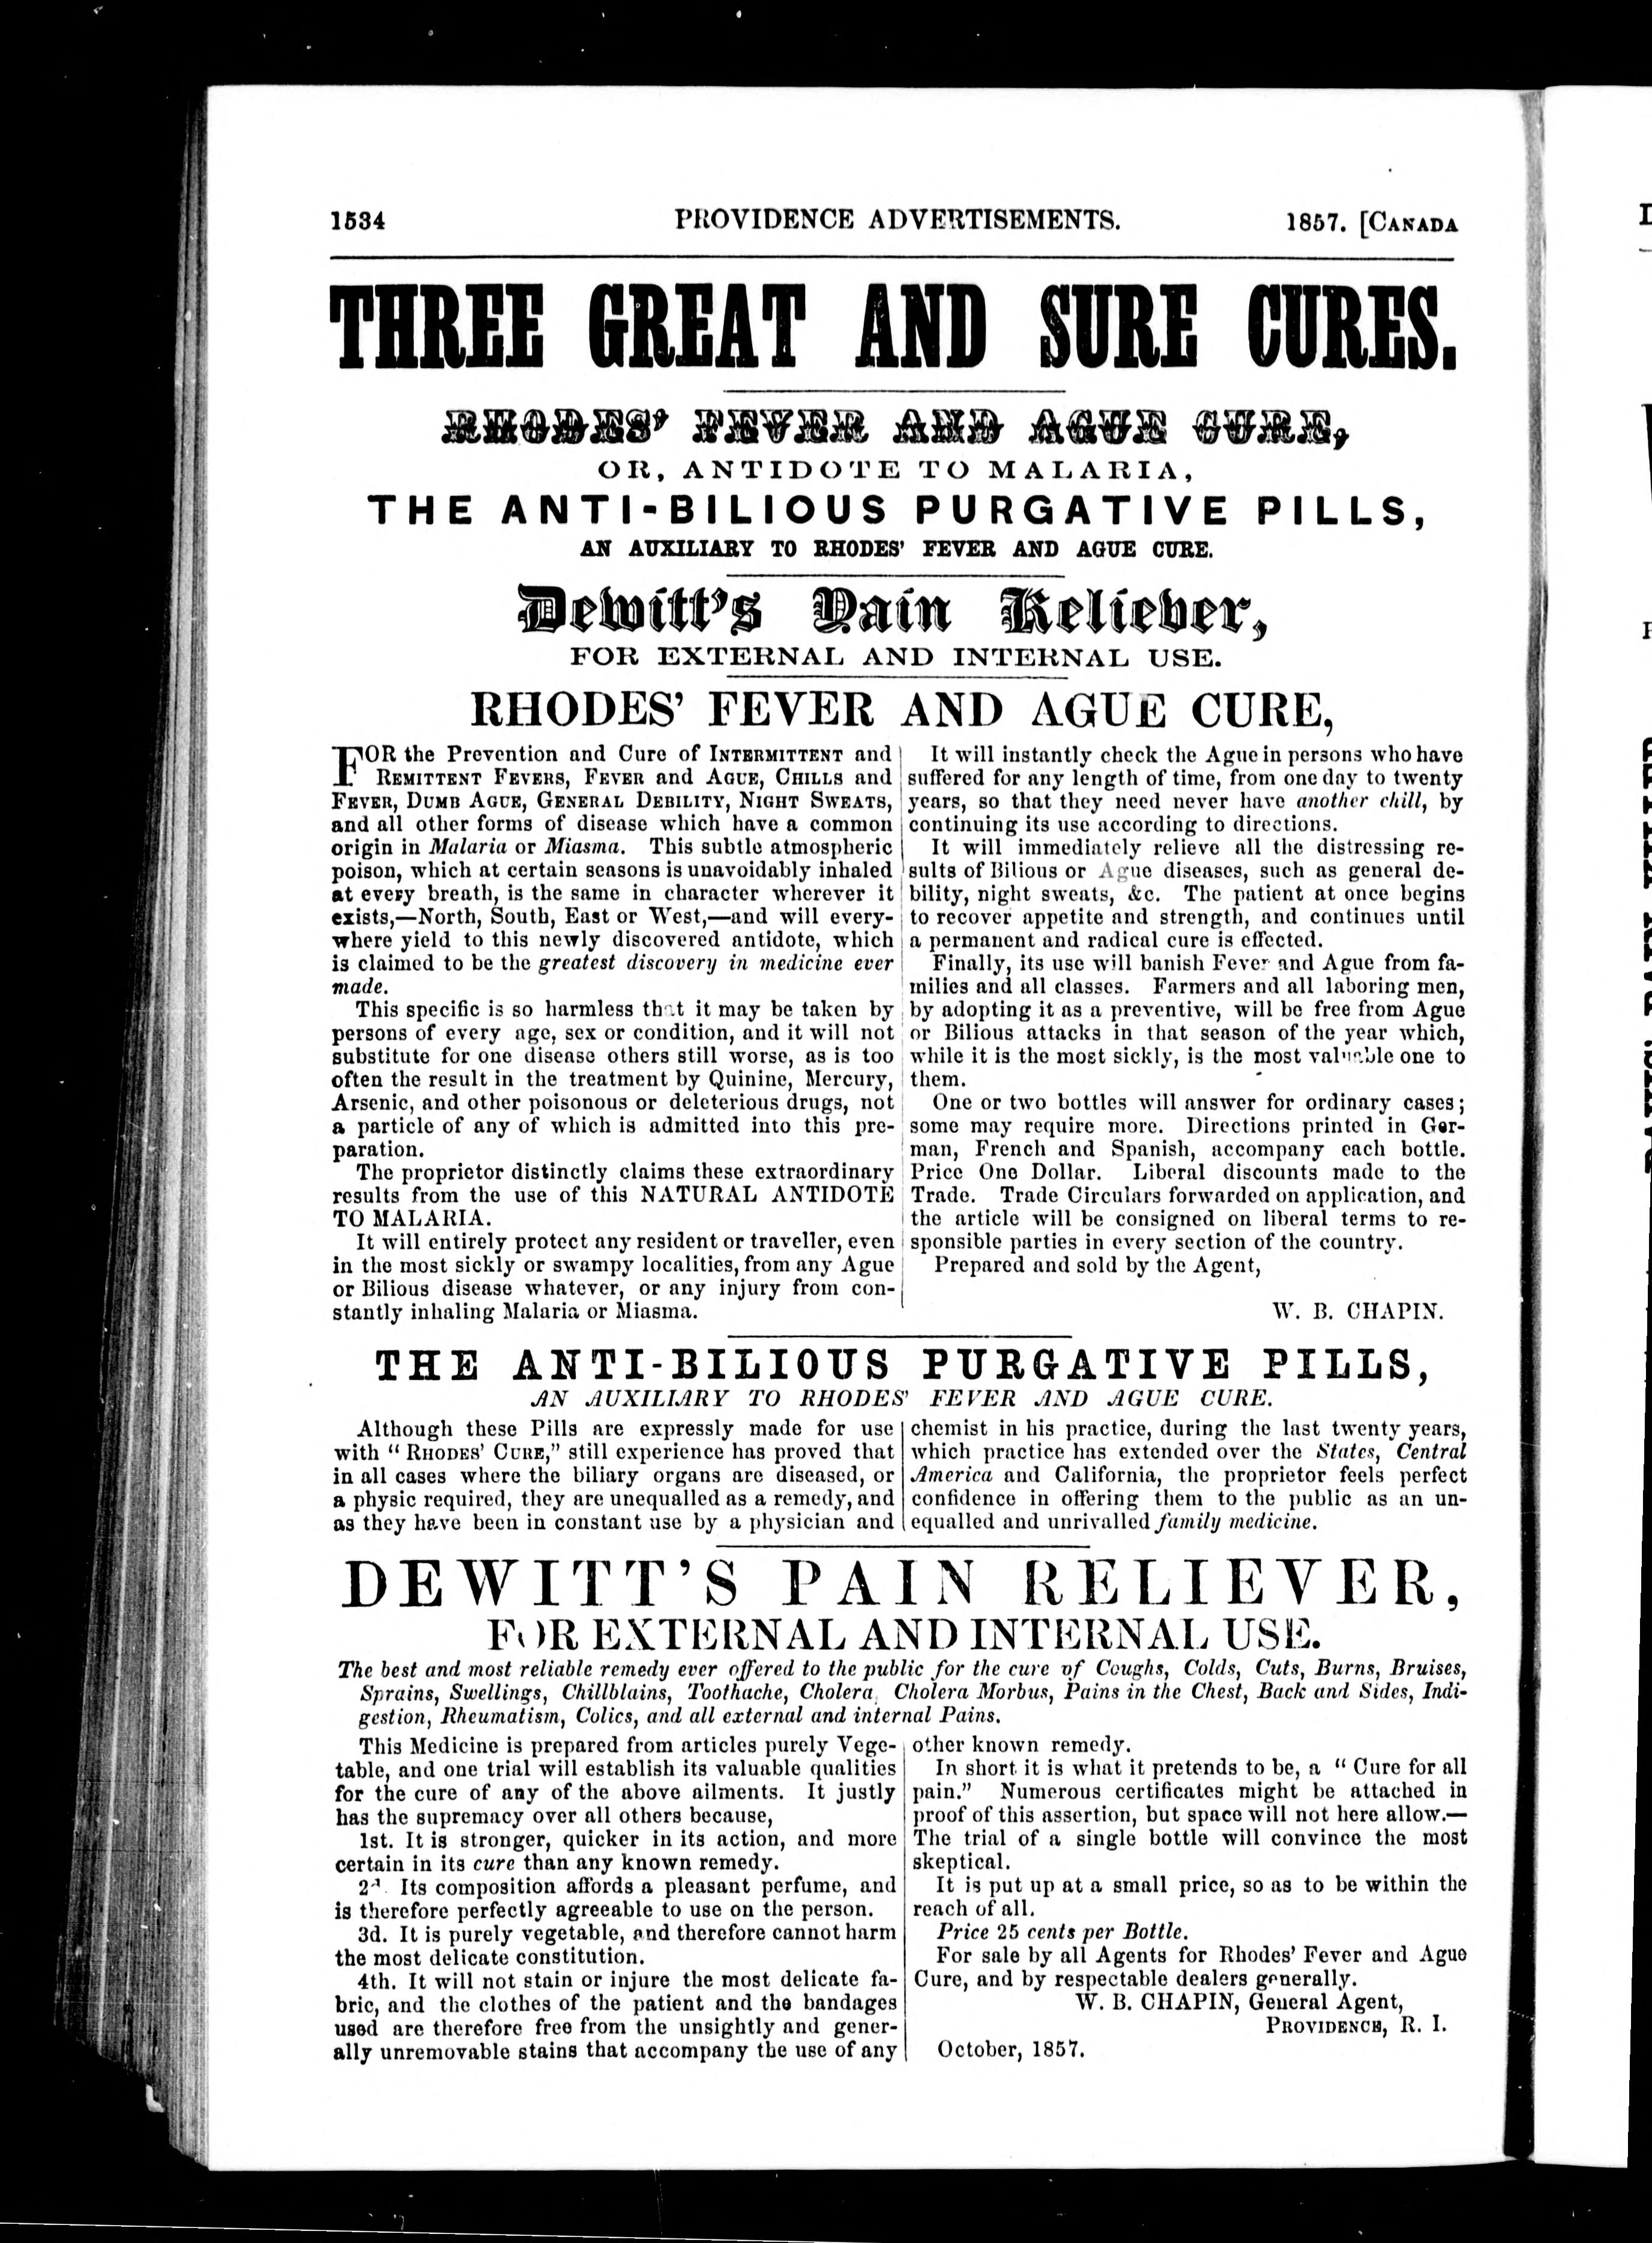 1534 PROVIDENCE ADVERTISEMENTS. 1857. [CANADA
THREE GREAT AND SURE CURES.
RHODES' FEVER AND AGUE CURE,
OR, ANTIDOTE TO MALARIA,
THE ANTI-BILIOUS PURGATIVE PILLS,
AN AUXILIARY TO RHODES' FEVER AND AGUE CURE.
Dewitt's Pain Reliever,
FOR EXTERNAL AND INTERNAL USE.
RHODES' FEVER AND AGUE CURE,
FOR the Prevention and Cure of INTERMITTENT and
REMITTENT FEVERS, FEVER and AGUE, CHILLS and
FEVER, DUMB AGUE, GENERAL DEBILITY, NIGHT SWEATS,
and all other forms of disease which have a common
origin in Malaria or Miasma. This subtle atmospheric
poison, which at certain seasons is unavoidably inhaled
at every breath, is the same in character wherever it
exists,—North, South, East or West,—and will every-
where yield to this newly discovered antidote, which
is claimed to be the greatest discovery in medicine ever
made.
This specific is so harmless that it may be taken by
persons of every age, sex or condition, and it will not
substitute for one disease others still worse, as is too
often the result in the treatment by Quinine, Mercury,
Arsenic, and other poisonous or deleterious drugs, not
a particle of any of which is admitted into this pre-
paration.
The proprietor distinctly claims these extraordinary
results from the use of this NATURAL ANTIDOTE
TO MALARIA.
It will entirely protect any resident or traveller, even
in the most sickly or swampy localities, from any Ague
or Bilious disease whatever, or any injury from con-
stantly inhaling Malaria or Miasma.
It will instantly check the Ague in persons who have
suffered for any length of time, from one day to twenty
years, so that they need never have another chill, by
continuing its use according to directions.
It will immediately relieve all the distressing re-
sults of Bilious or Ague diseases, such as general de-
bility, night sweats, &c. The patient at once begins
to recover appetite and strength, and continues until
a permanent and radical cure is effected.
Finally, its use will banish Fever and Ague from fa-
milies and all classes. Farmers and all laboring men,
by adopting it as a preventive, will be free from Ague
or Bilious attacks in that season of the year which,
while it is the most sickly, is the most valuable one to
them.
One or two bottles will answer for ordinary cases;
some may require more. Directions printed in Ger-
man, French and Spanish, accompany each bottle.
Price One Dollar. Liberal discounts made to the
Trade. Trade Circulars forwarded on application, and
the article will be consigned on liberal terms to re-
sponsible parties in every section of the country.
Prepared and sold by the Agent,
W. B. CHAPIN.
THE ANTI-BILIOUS PURGATIVE PILLS,
AN AUXILIARY TO RHODES' FEVER AND AGUE CURE.
Although these Pills are expressly made for use
with "RHODES' CURE," still experience has proved that
in all cases where the biliary organs are diseased, or
a physic required, they are unequalled as a remedy, and
as they have been in constant use by a physician and
chemist in his practice, during the last twenty years,
which practice has extended over the States, Central
America and California, the proprietor feels perfect
confidence in offering them to the public as an un-
equalled and unrivalled family medicine.
DEWITT'S PAIN RELIEVER,
FOR EXTERNAL AND INTERNAL USE.
The best and most reliable remedy ever offered to the public for the cure of Coughs, Colds, Cuts, Burns, Bruises,
Sprains, Swellings, Chillblains, Toothache, Cholera, Cholera Morbus, Pains in the Chest, Back and Sides, Indi-
gestion, Rheumatism, Colics, and all external and internal Pains.
This Medicine is prepared from articles purely Vege-
table, and one trial will establish its valuable qualities
for the cure of any of the above ailments. It justly
has the supremacy over all others because,
1st. It is stronger, quicker in its action, and more
certain in its cure than any known remedy.
2d. Its composition affords a pleasant perfume, and
is therefore perfectly agreeable to use on the person.
3d. It is purely vegetable, and therefore cannot harm
the most delicate constitution.
4th. It will not stain or injure the most delicate fa-
bric, and the clothes of the patient and the bandages
used are therefore free from the unsightly and gener-
ally unremovable stains that accompany the use of any
other known remedy.
In short it is what it pretends to be, a "Cure for all
pain." Numerous certificates might be attached in
proof of this assertion, but space will not here allow.—
The trial of a single bottle will convince the most
skeptical.
It is put up at a small price, so as to be within the
reach of all.
Price 25 cents per Bottle.
For sale by all Agents for Rhodes' Fever and Ague
Cure, and by respectable dealers generally.
W. B. CHAPIN, General Agent,
PROVIDENCE, R. I.
October, 1857.